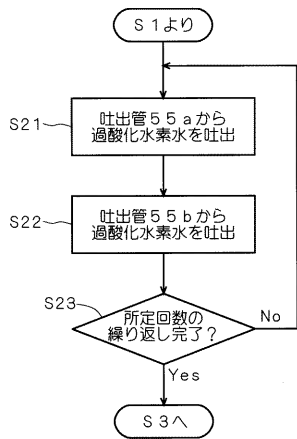 S1より
S21
吐出管55aから
過酸化水素水を吐出
S22
吐出管55bから
過酸化水素水を吐出
S23
所定回数の
繰り返し完了？
No
Yes
S3へ